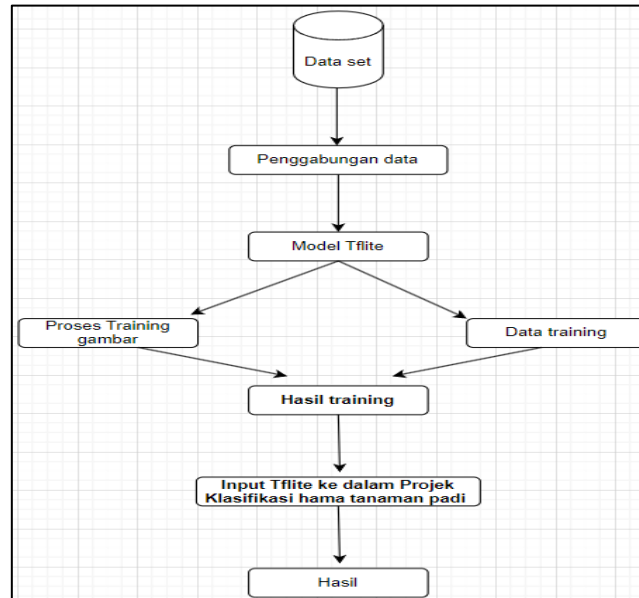 Data set
Penggabungan data
Model Tflite
Proses Training
gambar
Data training
Hasil training
Input Tflite ke dalam Projek
Klasifikasi hama tanaman padi
Hasil